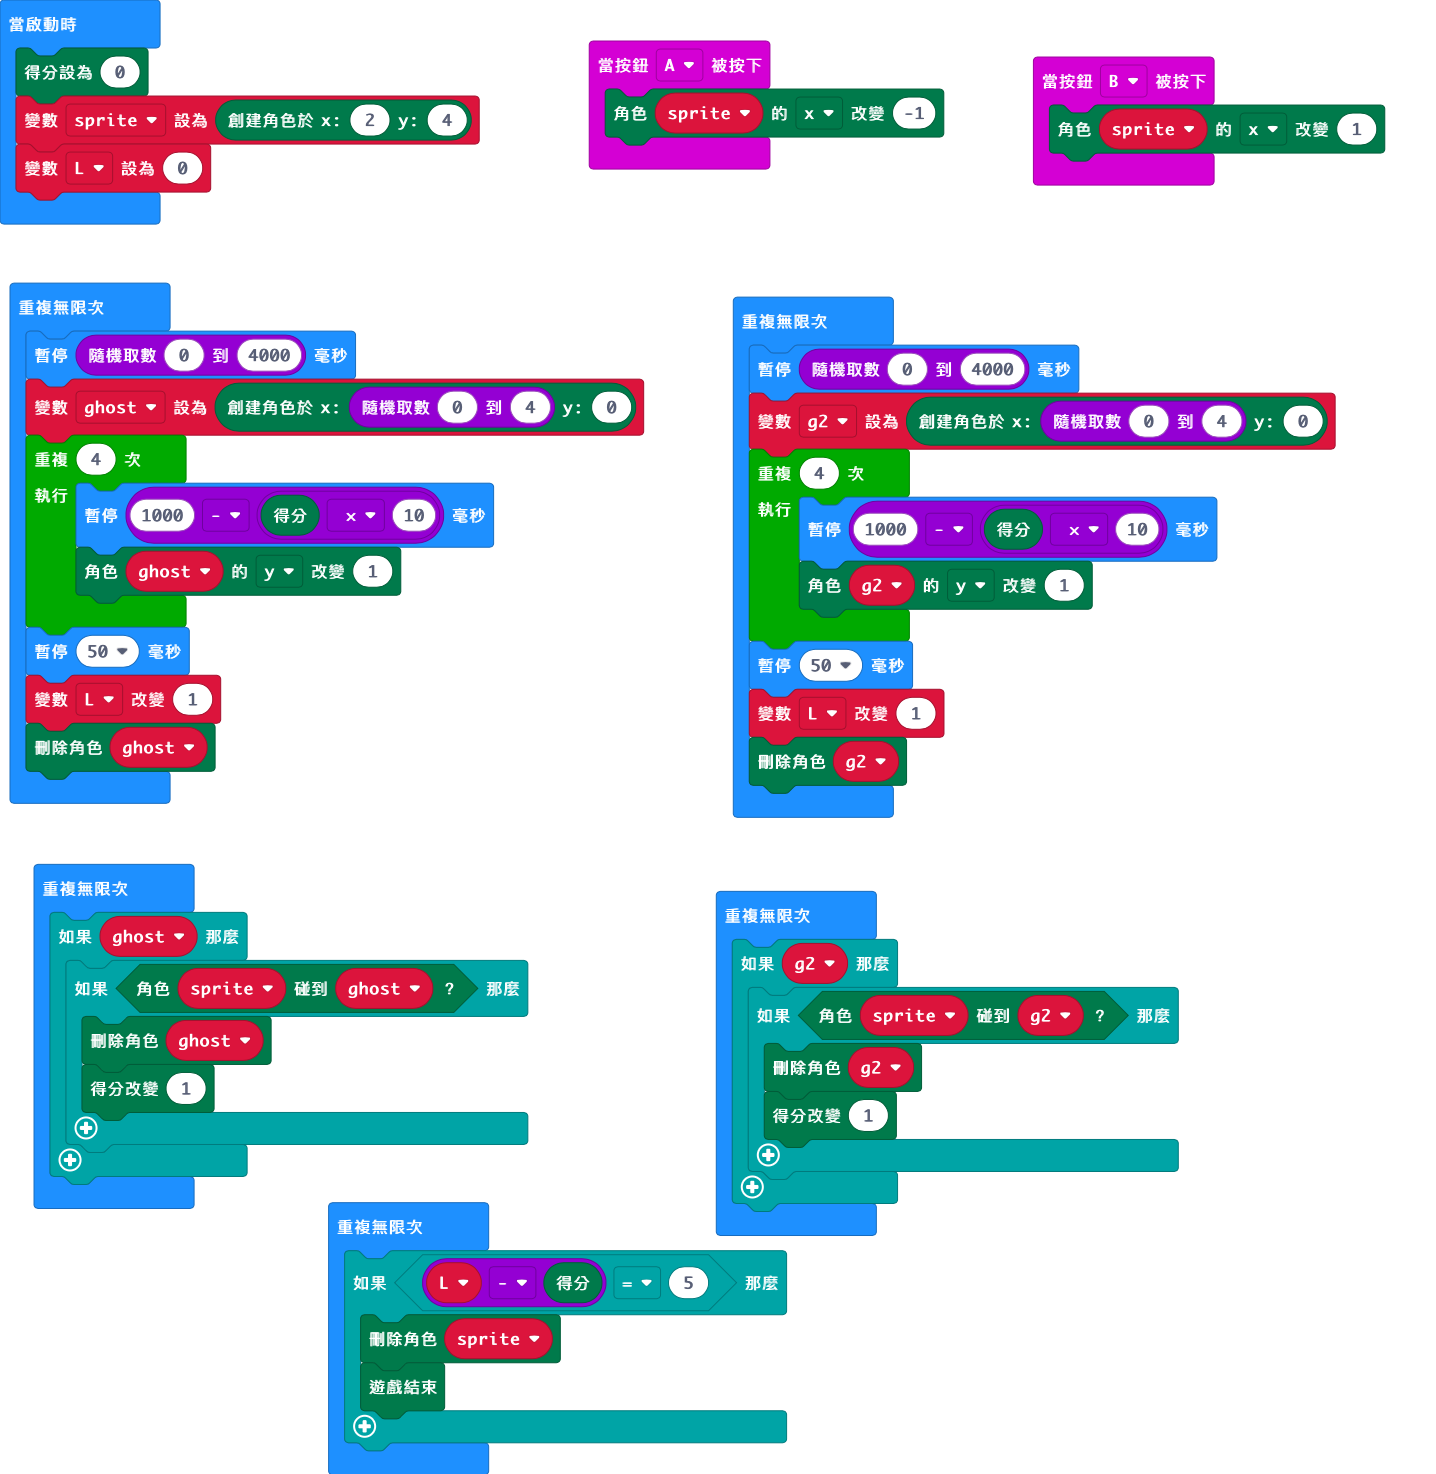 當啟動時
得分設為 0
變數 sprite 設為 創建角色於 x: 2 y: 4
變數 L 設為 0
當按鈕 A 被按下
角色 sprite 的 x 改變 -1
當按鈕 B 被按下
角色 sprite 的 x 改變 1
重複無限次
暫停 隨機取數 0 到 4000 毫秒
變數 ghost 設為 創建角色於 x: 隨機取數 0 到 4 y: 0
重複 4 次
執行
暫停 1000 - 得分 x 10 毫秒
角色 ghost 的 y 改變 1
暫停 50 毫秒
變數 L 改變 1
刪除角色 ghost
重複無限次
暫停 隨機取數 0 到 4000 毫秒
變數 g2 設為 創建角色於 x: 隨機取數 0 到 4 y: 0
重複 4 次
執行
暫停 1000 - 得分 x 10 毫秒
角色 g2 的 y 改變 1
暫停 50 毫秒
變數 L 改變 1
刪除角色 g2
重複無限次
如果 ghost 那麼
如果 角色 sprite 碰到 ghost ? 那麼
刪除角色 ghost
得分改變 1
重複無限次
如果 g2 那麼
如果 角色 sprite 碰到 g2 ? 那麼
刪除角色 g2
得分改變 1
重複無限次
如果 L - 得分 = 5 那麼
刪除角色 sprite
遊戲結束